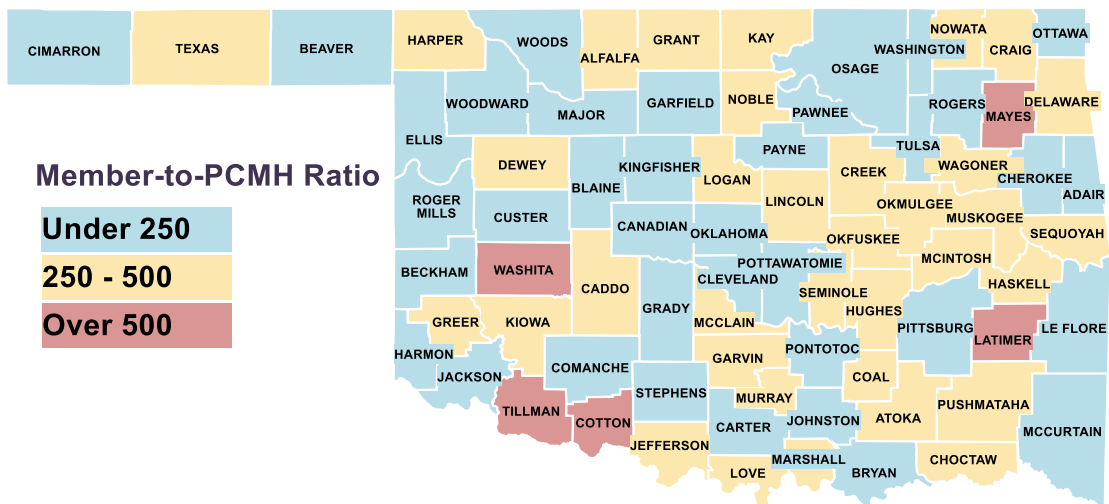 CIMARRON
TEXAS
BEAVER
HARPER
WOODS
ALFALFA
GRANT
KAY
OSAGE
WASHINGTON
NOWATA
CRAIG
OTTAWA
WOODWARD
MAJOR
GARFIELD
NOBLE
PAWNEE
ROGERS
MAYES
DELAWARE
ELLIS
DEWEY
BLAINE
KINGFISHER
LOGAN
PAYNE
CREEK
TULSA
WAGONER
CHEROKEE
ADAIR
Member-to-PCMH Ratio
Under 250
250 - 500
Over 500
ROGER
MILLS
CUSTER
CANADIAN
OKLAHOMA
LINCOLN
OKMULGEE
MUSKOGEE
SEQUOYAH
OKFUSKEE
MCINTOSH
BECKHAM
WASHITA
CADDO
GRADY
CLEVELAND
POTTAWATOMIE
SEMINOLE
HUGHES
HASKELL
GREER
KIOWA
MCCLAIN
PITTSBURG
LATIMER
LE FLORE
HARMON
JACKSON
COMANCHE
GARVIN
PONTOTOC
COAL
TILLMAN
COTTON
STEPHENS
MURRAY
CARTER
JOHNSTON
ATOKA
PUSHMATAHA
MCCURTAIN
JEFFERSON
LOVE
MARSHALL
BRYAN
CHOCTAW